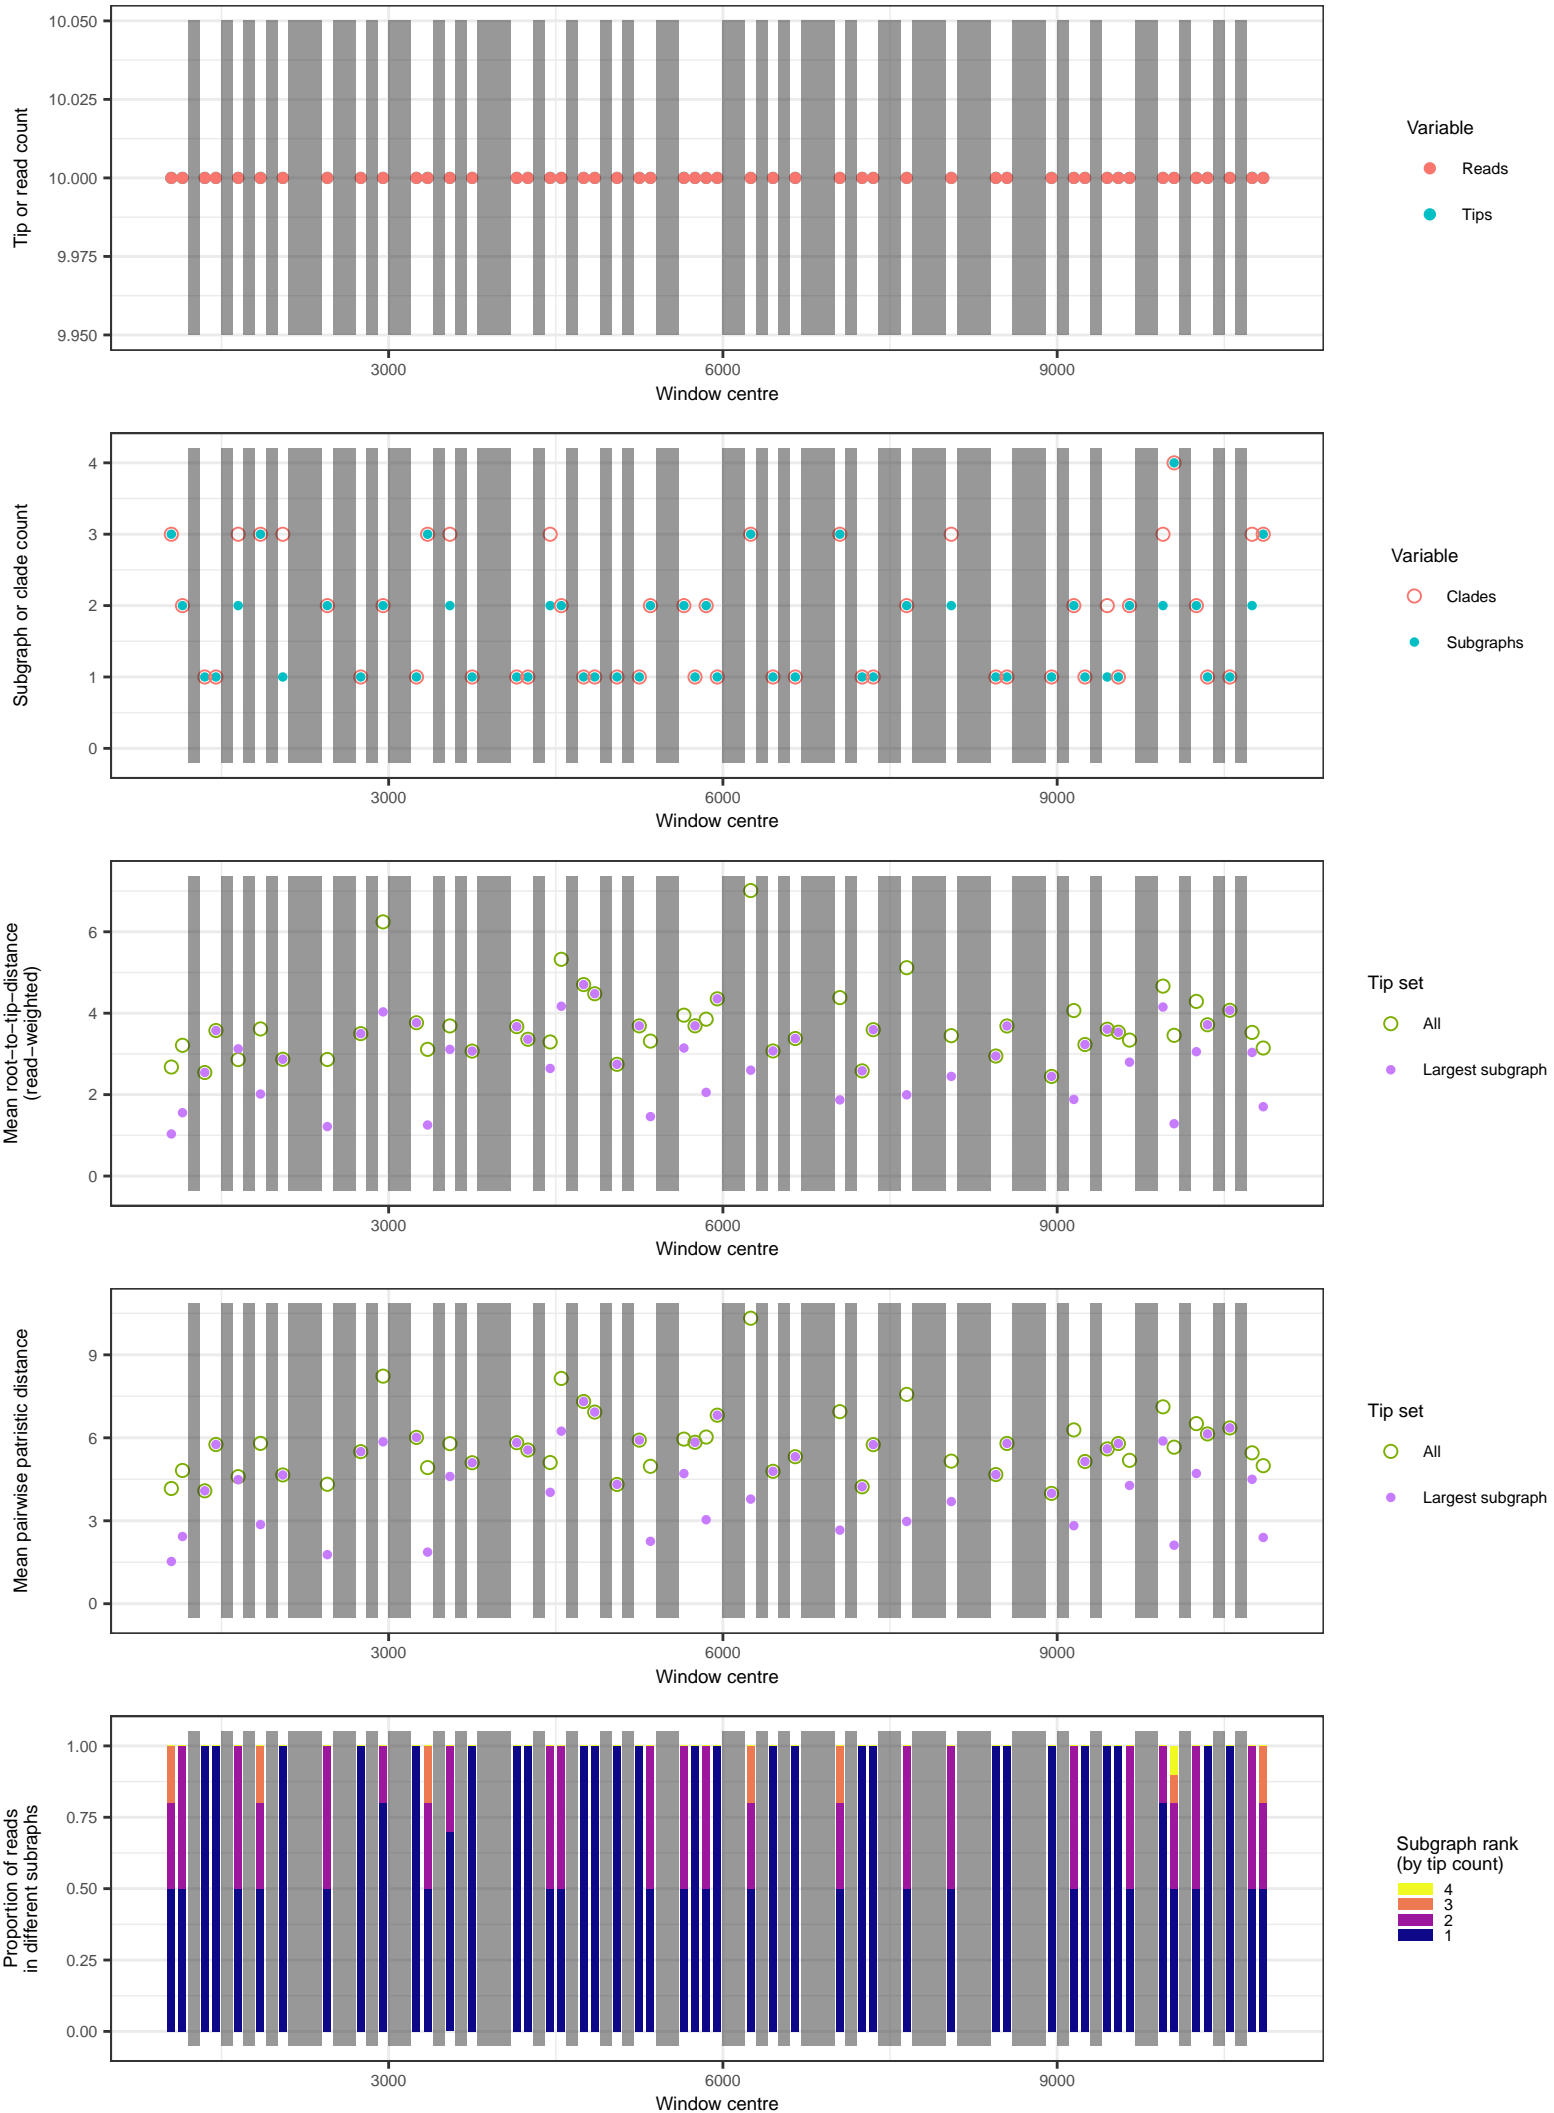 Tip or read count
10.050
10.025
10.000
9.975
9.950
3000
6000
9000
Window centre
Variable
Reads
Tips
Subgraph or clade count
4
3
2
1
0
3000
6000
9000
Window centre
Variable
Clades
Subgraphs
Mean root−to−tip−distance
(read−weighted)
6
4
2
0
3000
6000
9000
Window centre
Tip set
All
Largest subgraph
Mean pairwise patristic distance
9
6
3
0
3000
6000
9000
Window centre
Tip set
All
Largest subgraph
Proportion of reads
in different subraphs
1.00
0.75
0.50
0.25
0.00
3000
6000
9000
Window centre
Subgraph rank
(by tip count)
4
3
2
1